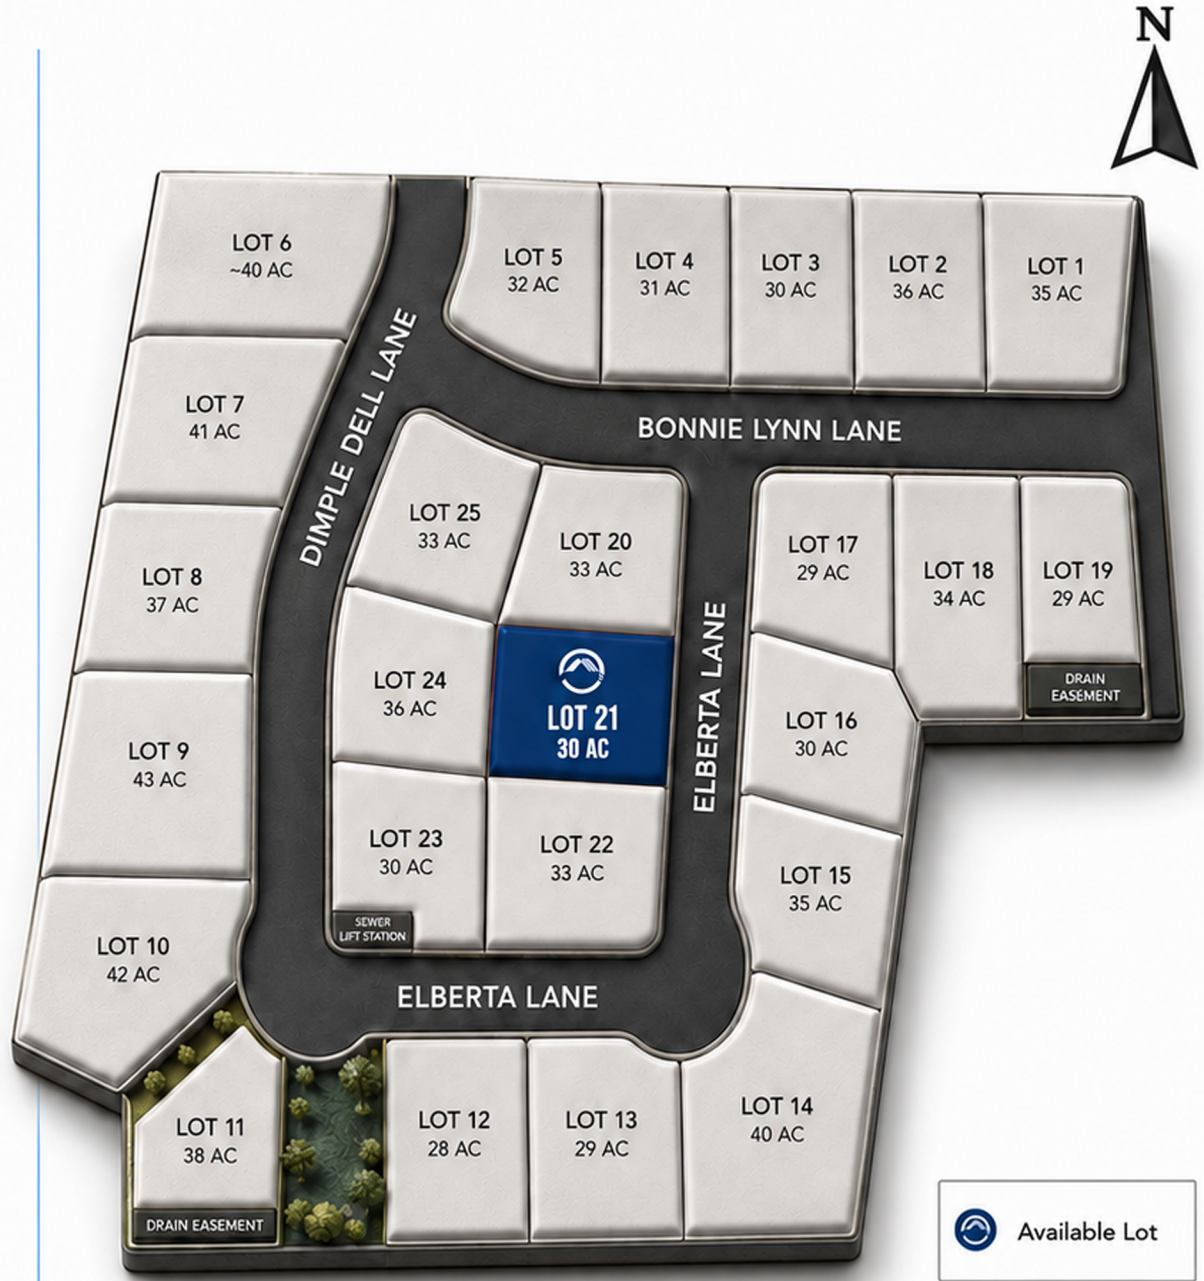 N
LOT 6
~40 AC
LOT 5
32 AC
LOT 4
31 AC
LOT 3
30 AC
LOT 2
36 AC
LOT 1
35 AC
LOT 7
41 AC
DIMPLE DELL LANE
BONNIE LYNN LANE
LOT 25
33 AC
LOT 20
33 AC
LOT 17
29 AC
LOT 18
34 AC
LOT 19
29 AC
DRAIN
EASEMENT
LOT 8
37 AC
LOT 24
36 AC
LOT 21
30 AC
ELBERTA LANE
LOT 16
30 AC
LOT 9
43 AC
LOT 23
30 AC
SEWER
LIFT STATION
LOT 22
33 AC
LOT 15
35 AC
LOT 10
42 AC
ELBERTA LANE
LOT 11
38 AC
DRAIN EASEMENT
LOT 12
28 AC
LOT 13
29 AC
LOT 14
40 AC
Available Lot